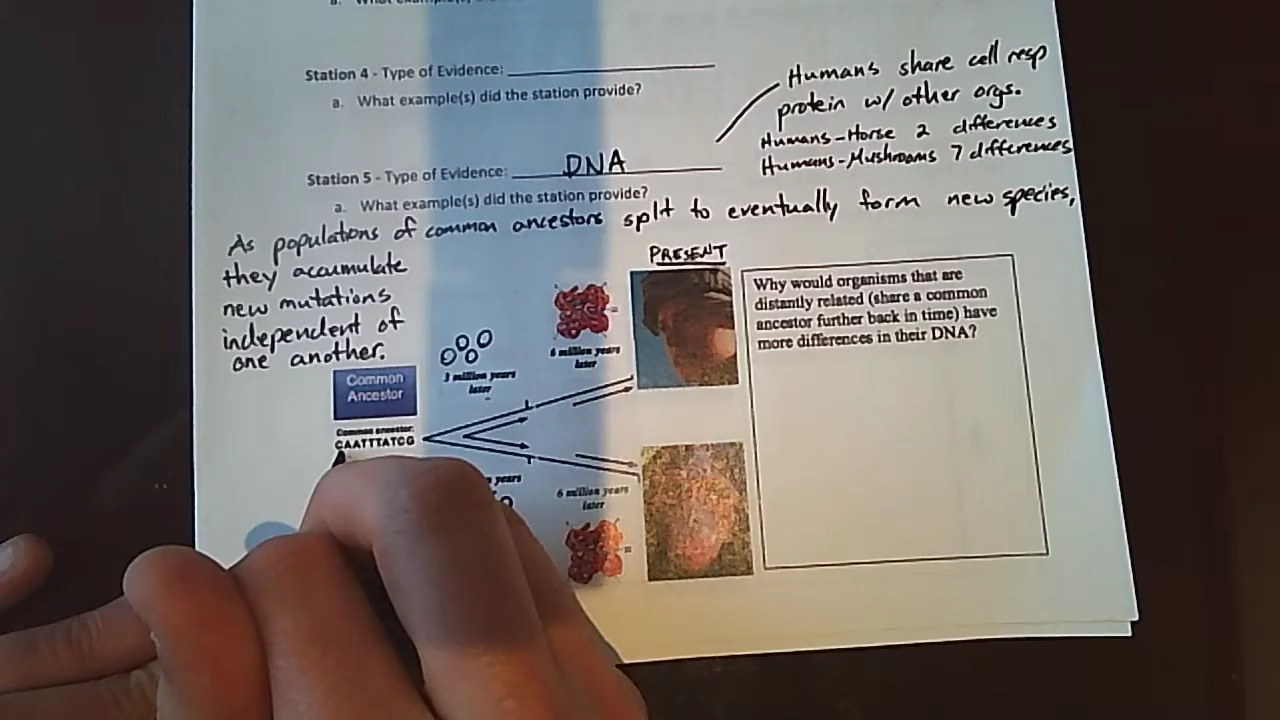 Station 4 - Type of Evidence:
a. What example(s) did the station provide?
Humans share cell resp
protein w/ other orgs.
Humans-Horse 2 differences
Humans-Mushrooms 7 differences
Station 5 - Type of Evidence: DNA
a. What example(s) did the station provide?
As populations of common ancestors split to eventually form new species,
they accumulate
new mutations
independent of
one another.
PRESENT
3 million years
later
6 million years
later
Common
Ancestor
Common ancestor:
CAATTTATCG
years
6 million years
later
Why would organisms that are
distantly related (share a common
ancestor further back in time) have
more differences in their DNA?